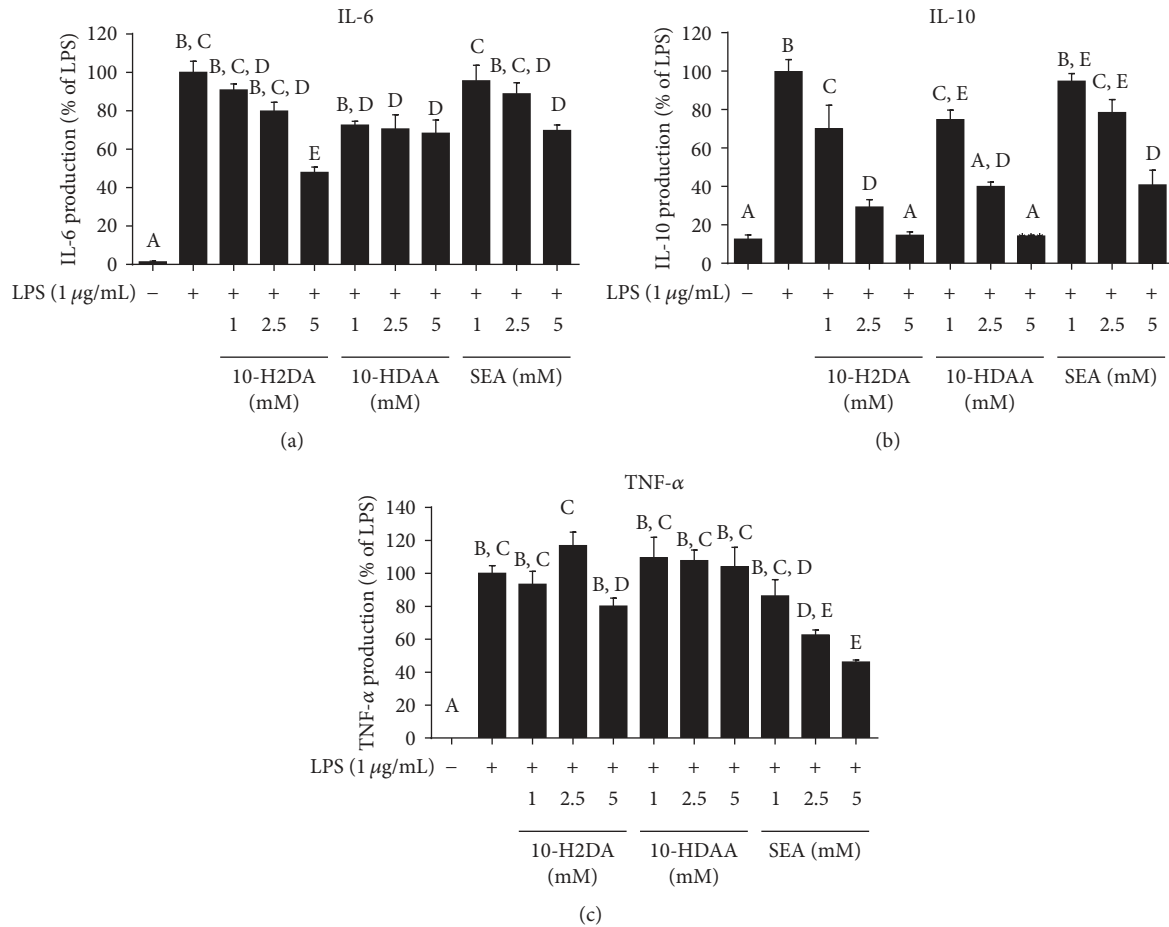 IL-6
IL-6 production (% of LPS)
120
100
80
60
40
20
0
A
B, C
B, C, D
B, C, D
E
B, D
D
D
C
B, C, D
D
LPS (1 μg/mL) − + + + + + + + + + +
1 2.5 5 1 2.5 5 1 2.5 5
10-H2DA 10-HDAA SEA (mM)
(mM) (mM)
(a)
IL-10
IL-10 production (% of LPS)
120
100
80
60
40
20
0
A
B
C
D
A
C, E
A, D
A
B, E
C, E
D
LPS (1 μg/mL) − + + + + + + + + + +
1 2.5 5 1 2.5 5 1 2.5 5
10-H2DA 10-HDAA SEA (mM)
(mM) (mM)
(b)
TNF-α
TNF-α production (% of LPS)
140
120
100
80
60
40
20
0
A
B, C
B, C
C
B, D
B, C
B, C
B, C
B, C, D
D, E
E
LPS (1 μg/mL) − + + + + + + + + + +
1 2.5 5 1 2.5 5 1 2.5 5
10-H2DA 10-HDAA SEA (mM)
(mM) (mM)
(c)